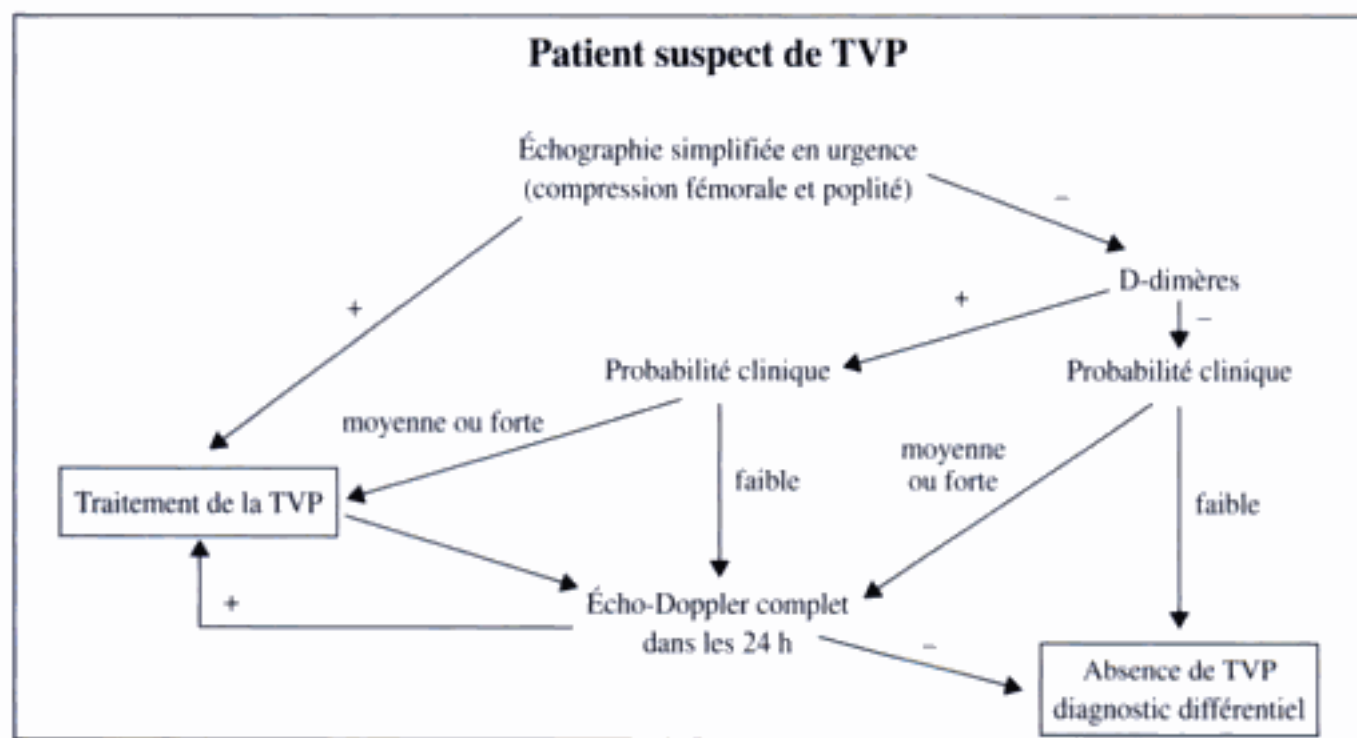 Patient suspect de TVP
Échographie simplifiée en urgence
(compression fémorale et poplité)
–
D-dimères
+
+
–
Probabilité clinique
Probabilité clinique
moyenne ou forte
moyenne
ou forte
faible
faible
Traitement de la TVP
+
Écho-Doppler complet
dans les 24 h
–
Absence de TVP
diagnostic différentiel